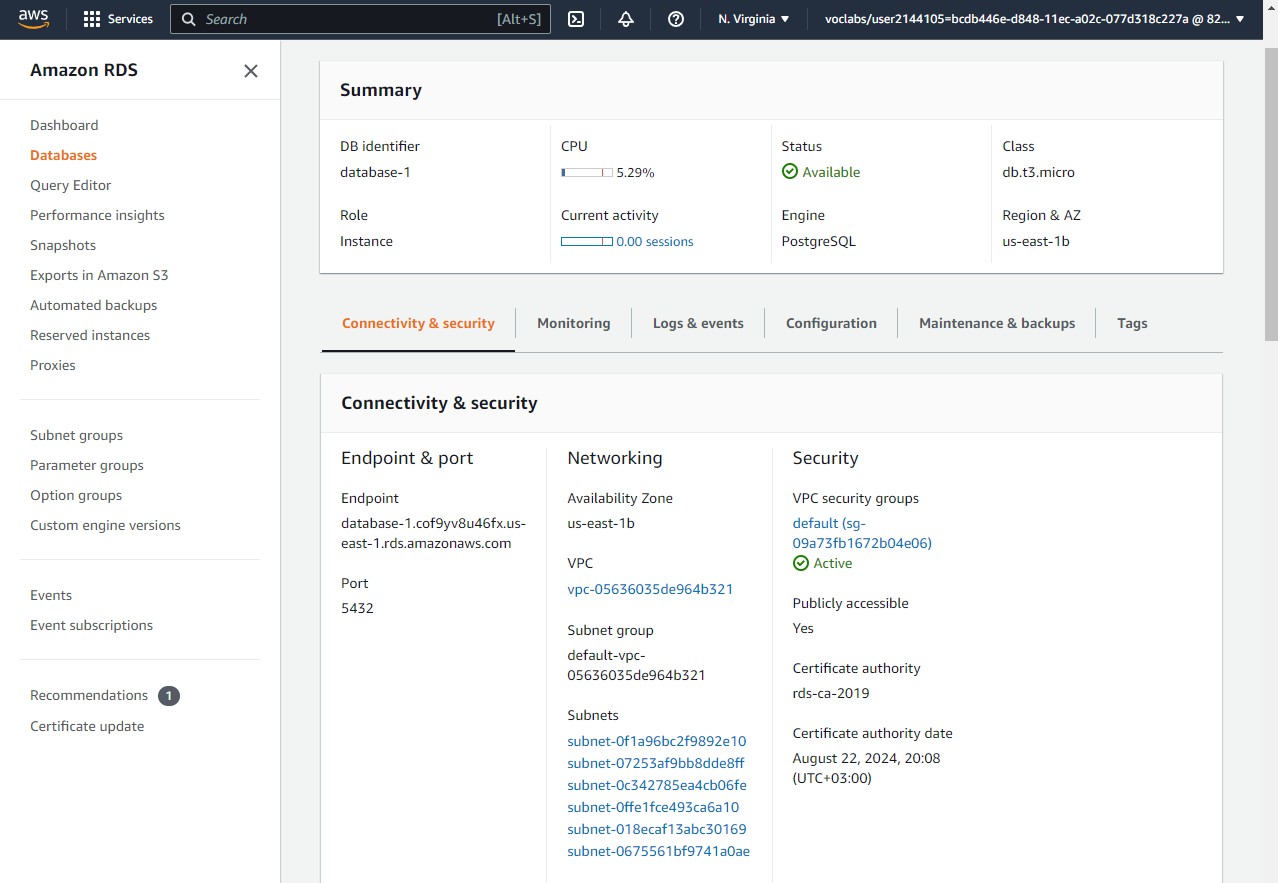 aws
Services
Search
[Alt+S]
N. Virginia
voclabs/user2144105=bcdb446e-d848-11ec-a02c-077d318c227a @ 82...
Amazon RDS
Dashboard
Databases
Query Editor
Performance insights
Snapshots
Exports in Amazon S3
Automated backups
Reserved instances
Proxies
Subnet groups
Parameter groups
Option groups
Custom engine versions
Events
Event subscriptions
Recommendations 1
Certificate update
Summary
DB identifier
database-1
CPU
5.29%
Status
Available
Class
db.t3.micro
Role
Instance
Current activity
0.00 sessions
Engine
PostgreSQL
Region & AZ
us-east-1b
Connectivity & security
Monitoring
Logs & events
Configuration
Maintenance & backups
Tags
Connectivity & security
Endpoint & port
Endpoint
database-1.cof9yv8u46fx.us-
east-1.rds.amazonaws.com
Port
5432
Networking
Availability Zone
us-east-1b
VPC
vpc-05636035de964b321
Subnet group
default-vpc-
05636035de964b321
Subnets
subnet-0f1a96bc2f9892e10
subnet-07253af9bb8dde8ff
subnet-0c342785ea4cb06fe
subnet-0ffe1fce493ca6a10
subnet-018ecaf13abc30169
subnet-0675561bf9741a0ae
Security
VPC security groups
default (sg-
09a73fb1672b04e06)
Active
Publicly accessible
Yes
Certificate authority
rds-ca-2019
Certificate authority date
August 22, 2024, 20:08
(UTC+03:00)